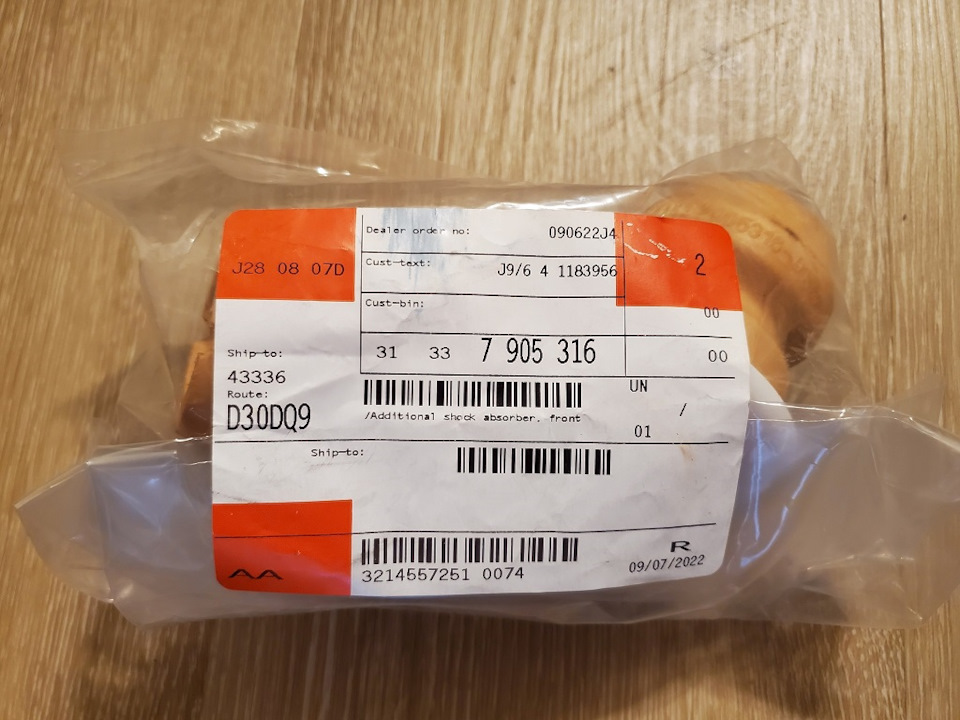 Dealer order no: 090622J4
J28 08 07D
Cust-text: J9/6 4 1183956
2
Cust-bin:
00
Ship to:
31 33 7 905 316
00
43336
Route:
D30DQ9
/Additional shock absorber. front
UN
/
01
Ship-to:
AA
3214557251 0074
R
09/07/2022